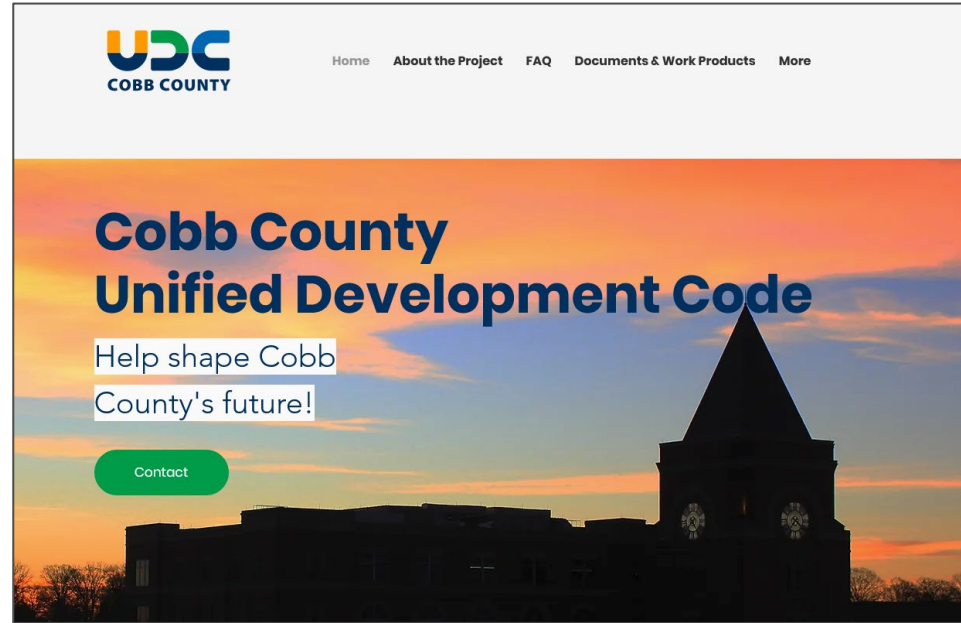 UDC
COBB COUNTY
Home About the Project FAQ Documents & Work Products More
Cobb County
Unified Development Code
Help shape Cobb
County's future!
Contact